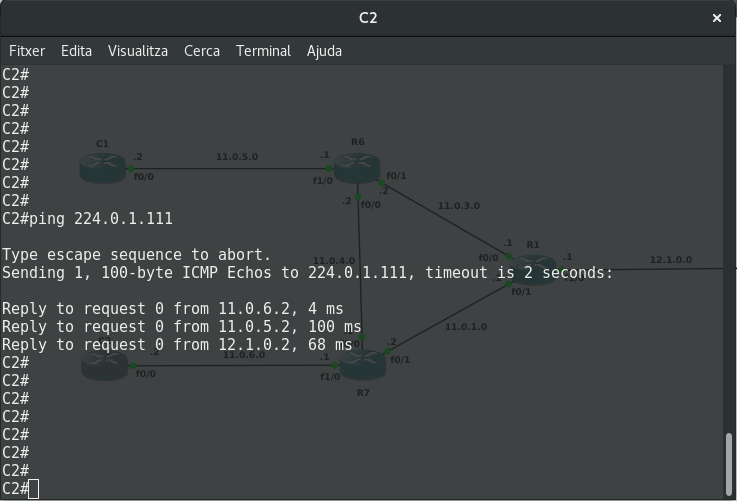 C2
Fitxer Edita Visualitza Cerca Terminal Ajuda
C2#
C2#
C2#
C2#
C2#
C2#
C2#
C2#
C2#ping 224.0.1.111
Type escape sequence to abort.
Sending 1, 100-byte ICMP Echos to 224.0.1.111, timeout is 2 seconds:
Reply to request 0 from 11.0.6.2, 4 ms
Reply to request 0 from 11.0.5.2, 100 ms
Reply to request 0 from 12.1.0.2, 68 ms
C2#
C2#
C2#
C2#
C2#
C2#
C2#
C2#
C1
.2
f0/0
11.0.5.0
.1
f1/0
R6
f0/1
.2
.2
f0/0
11.0.3.0
11.0.4.0
.1
f0/0
R1
.1
12.1.0.0
f0/1
11.0.1.0
.2
f0/0
11.0.6.0
.1
f1/0
.2
f0/1
R7